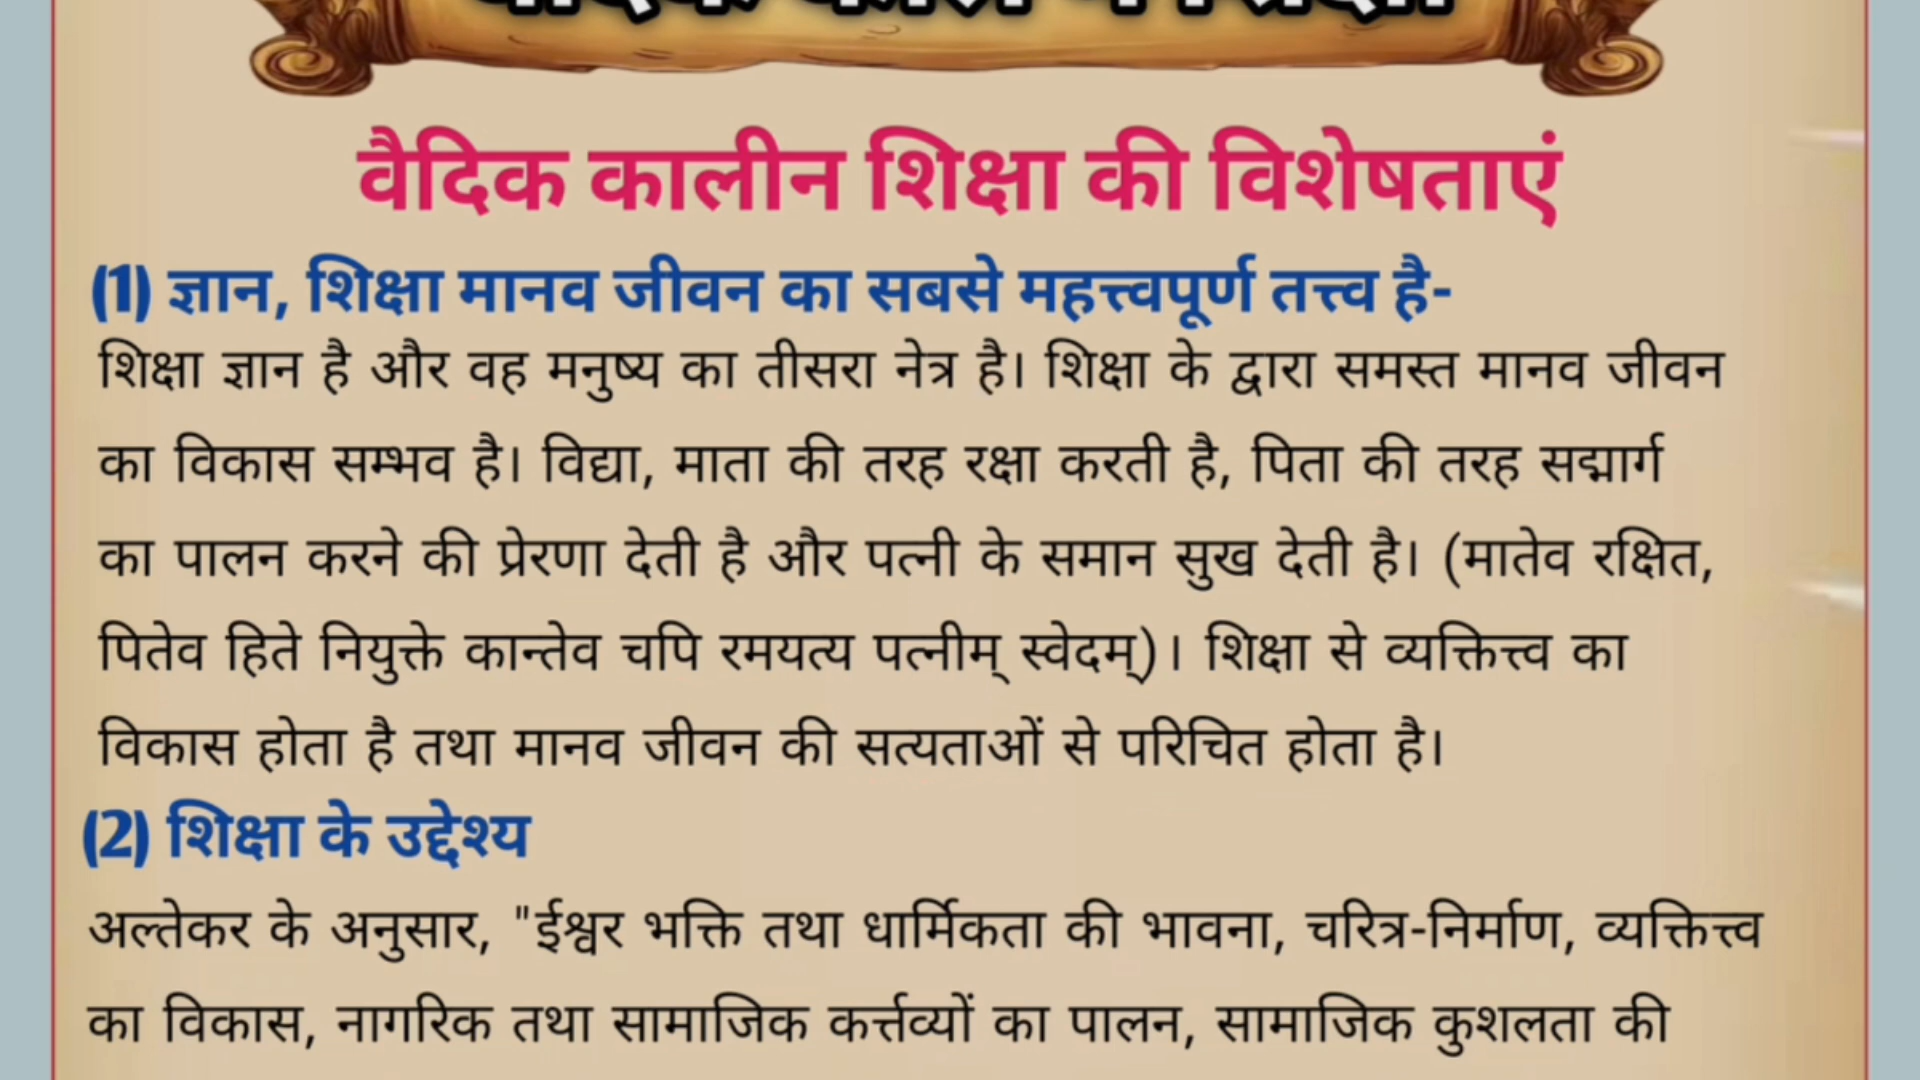 वैदिक कालीन शिक्षा की विशेषताएं
(1) ज्ञान, शिक्षा मानव जीवन का सबसे महत्त्वपूर्ण तत्त्व है-
शिक्षा ज्ञान है और वह मनुष्य का तीसरा नेत्र है। शिक्षा के द्वारा समस्त मानव जीवन
का विकास सम्भव है। विद्या, माता की तरह रक्षा करती है, पिता की तरह सद्मार्ग
का पालन करने की प्रेरणा देती है और पत्नी के समान सुख देती है। (मातेव रक्षित,
पितेव हिते नियुक्ते कान्तेव चपि रमयत्य पत्नीम् स्वेदम्)। शिक्षा से व्यक्तित्त्व का
विकास होता है तथा मानव जीवन की सत्यताओं से परिचित होता है।
(2) शिक्षा के उद्देश्य
अल्तेकर के अनुसार, "ईश्वर भक्ति तथा धार्मिकता की भावना, चरित्र-निर्माण, व्यक्तित्त्व
का विकास, नागरिक तथा सामाजिक कर्त्तव्यों का पालन, सामाजिक कुशलता की